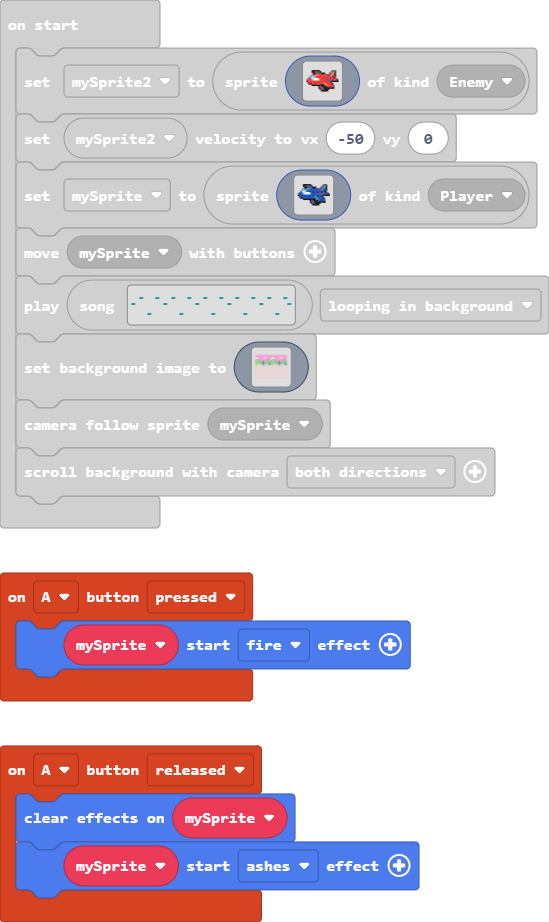 on start
set mySprite2 to sprite of kind Enemy
set mySprite2 velocity to vx -50 vy 0
set mySprite to sprite of kind Player
move mySprite with buttons
play song looping in background
set background image to
camera follow sprite mySprite
scroll background with camera both directions
on A button pressed
mySprite start fire effect
on A button released
clear effects on mySprite
mySprite start ashes effect